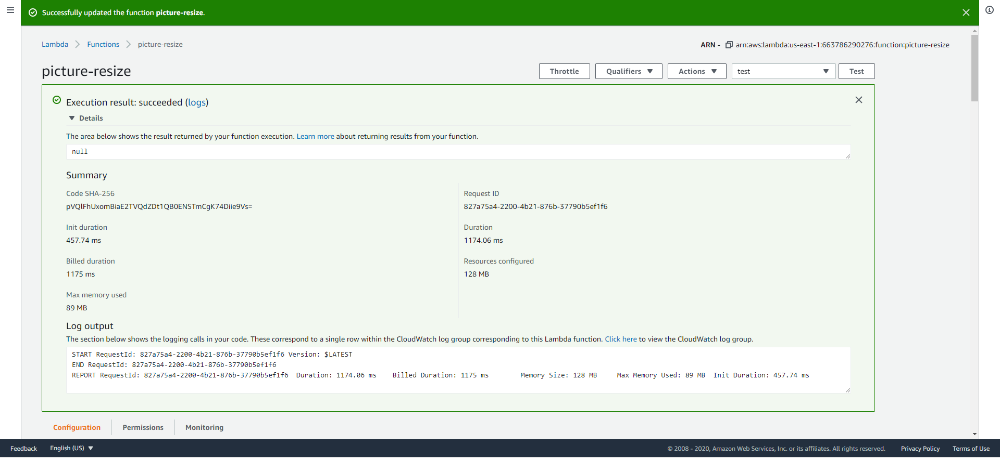 Successfully updated the function picture-resize.
Lambda > Functions > picture-resize
ARN - arn:aws:lambda:us-east-1:663786290276:function:picture-resize
picture-resize
Throttle
Qualifiers
Actions
test
Test
Execution result: succeeded (logs)
Details
The area below shows the result returned by your function execution. Learn more about returning results from your function.
null
Summary
Code SHA-256
pVQlFhUxomBiaE2TVQdZDt1QB0ENSTmCgK74Diie9Vs=
Request ID
827a75a4-2200-4b21-876b-37790b5ef1f6
Init duration
457.74 ms
Duration
1174.06 ms
Billed duration
1175 ms
Resources configured
128 MB
Max memory used
89 MB
Log output
The section below shows the logging calls in your code. These correspond to a single row within the CloudWatch log group corresponding to this Lambda function. Click here to view the CloudWatch log group.
START RequestId: 827a75a4-2200-4b21-876b-37790b5ef1f6 Version: $LATEST
END RequestId: 827a75a4-2200-4b21-876b-37790b5ef1f6
REPORT RequestId: 827a75a4-2200-4b21-876b-37790b5ef1f6 Duration: 1174.06 ms Billed Duration: 1175 ms Memory Size: 128 MB Max Memory Used: 89 MB Init Duration: 457.74 ms
Configuration
Permissions
Monitoring
Feedback
English (US)
© 2008 - 2020, Amazon Web Services, Inc. or its affiliates. All rights reserved.
Privacy Policy
Terms of Use